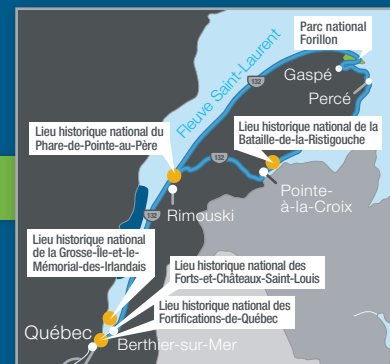 Parc national
Forillon
Gaspé
Percé
Fleuve Saint-Laurent
132
Lieu historique national du
Phare-de-Pointe-au-Père
Lieu historique national de la
Bataille-de-la-Ristigouche
132
132
Rimouski
Pointe-
à-la-Croix
Lieu historique national
de la Grosse-Île-et-le-
Mémorial-des-Irlandais
Lieu historique national des
Forts-et-Châteaux-Saint-Louis
Lieu historique national des
Fortifications-de-Québec
Québec
Berthier-sur-Mer